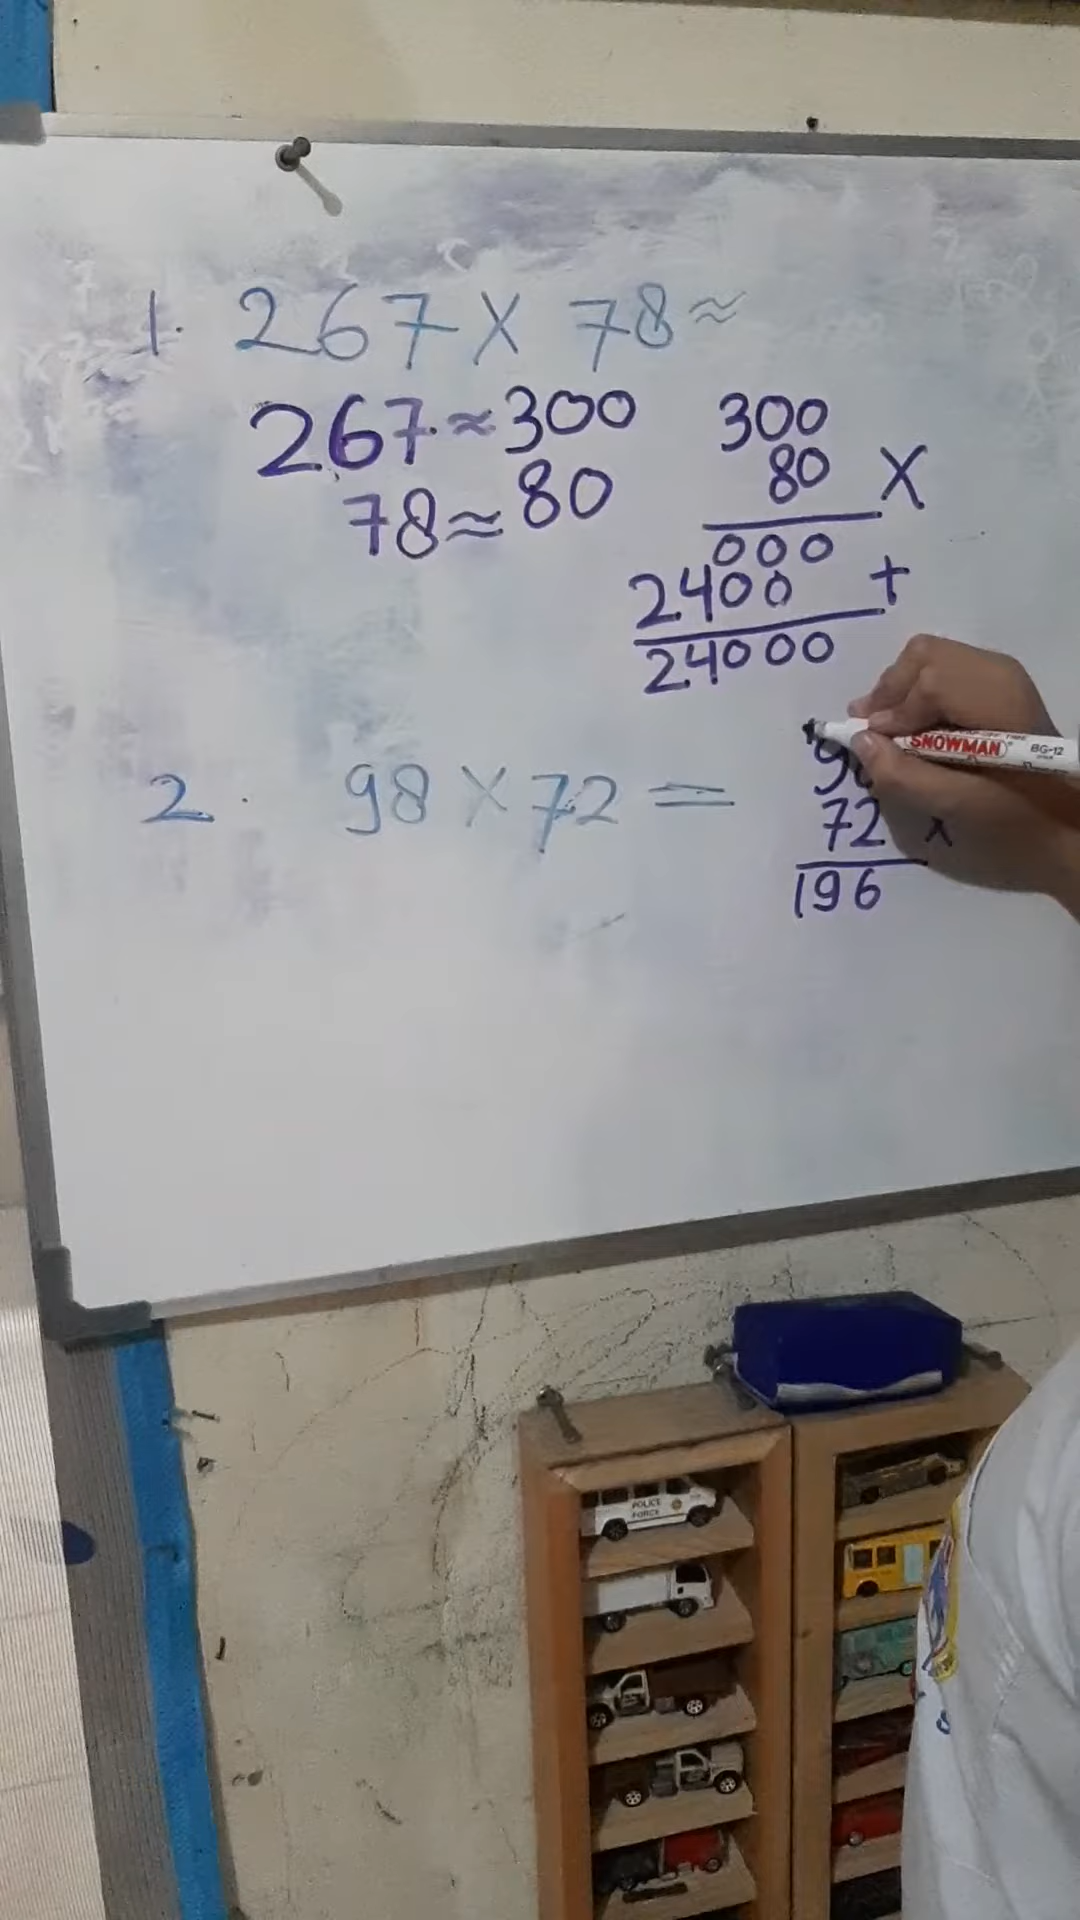 1. 267 X 78 ≈
267 ≈ 300
78 ≈ 80
300
80 X
000
2400 +
24000
2. 98 X 72 =
9
72 x
196
SNOWMAN
BG-12
POLICE
FORCE